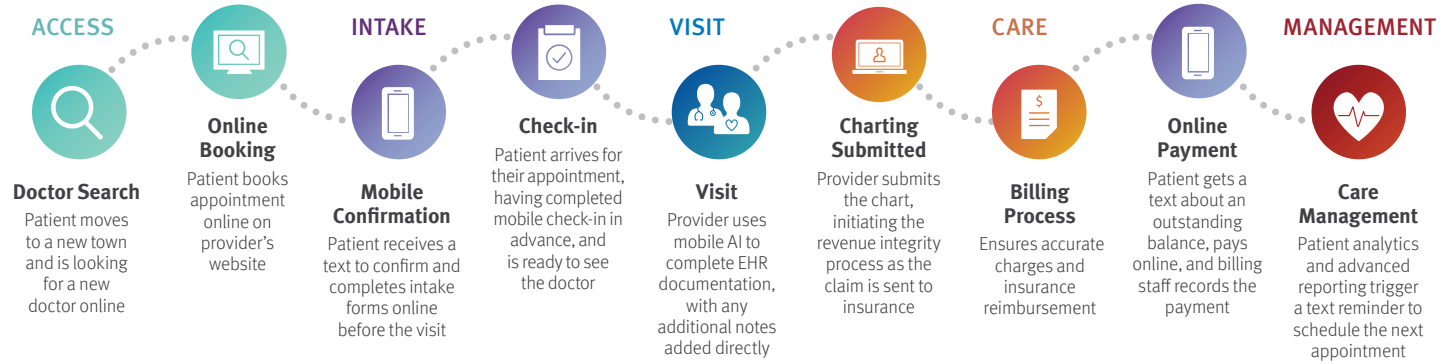 ACCESS
INTAKE
VISIT
CARE
MANAGEMENT
Doctor Search
Patient moves
to a new town
and is looking
for a new
doctor online
Online
Booking
Patient books
appointment
online on
provider's
website
Mobile
Confirmation
Patient receives a
text to confirm and
completes intake
forms online
before the visit
Check-in
Patient arrives for
their appointment,
having completed
mobile check-in in
advance, and
is ready to see
the doctor
Visit
Provider uses
mobile AI to
complete EHR
documentation,
with any
additional notes
added directly
Charting
Submitted
Provider submits
the chart,
initiating the
revenue integrity
process as the
claim is sent to
insurance
$
Billing
Process
Ensures accurate
charges and
insurance
reimbursement
Online
Payment
Patient gets a
text about an
outstanding
balance, pays
online, and billing
staff records the
payment
Care
Management
Patient analytics
and advanced
reporting trigger
a text reminder to
schedule the next
appointment